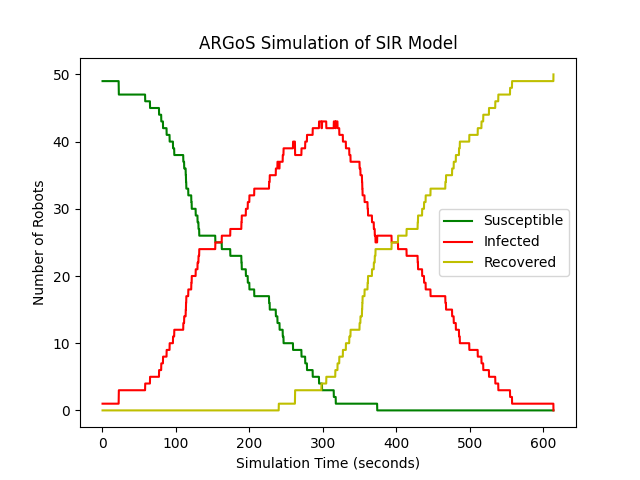 ARGoS Simulation of SIR Model
50
40
30
20
10
0
Number of Robots
Susceptible
Infected
Recovered
0 100 200 300 400 500 600
Simulation Time (seconds)